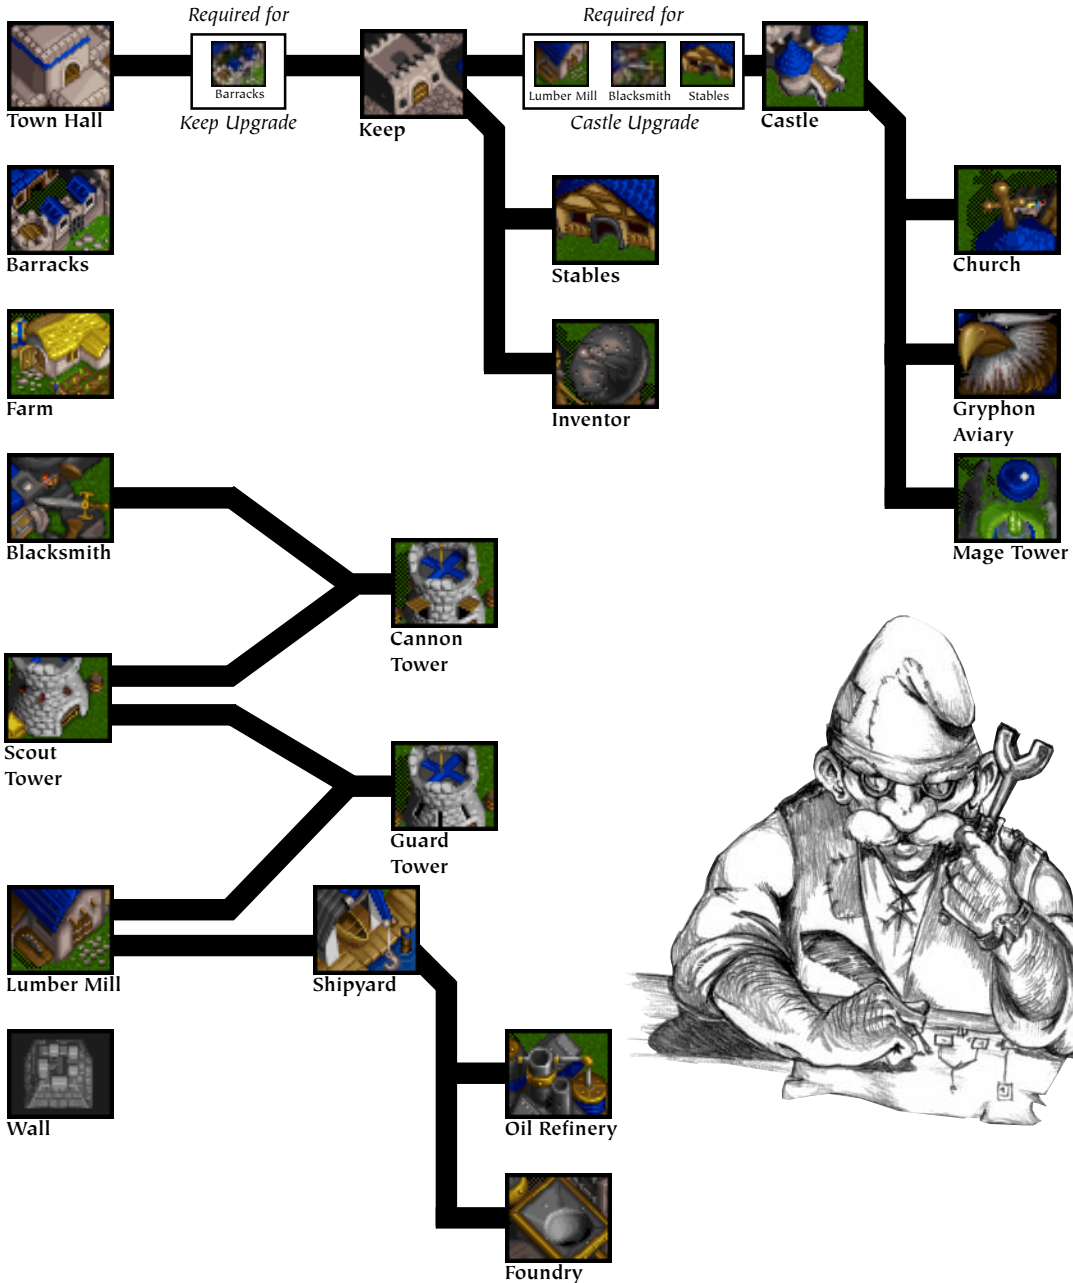 Required for
Required for
Barracks
Lumber Mill
Blacksmith
Stables
Town Hall
Keep Upgrade
Keep
Castle Upgrade
Castle
Barracks
Stables
Church
Farm
Inventor
Gryphon
Aviary
Blacksmith
Mage Tower
Cannon
Tower
Scout
Tower
Guard
Tower
Lumber Mill
Shipyard
Wall
Oil Refinery
Foundry